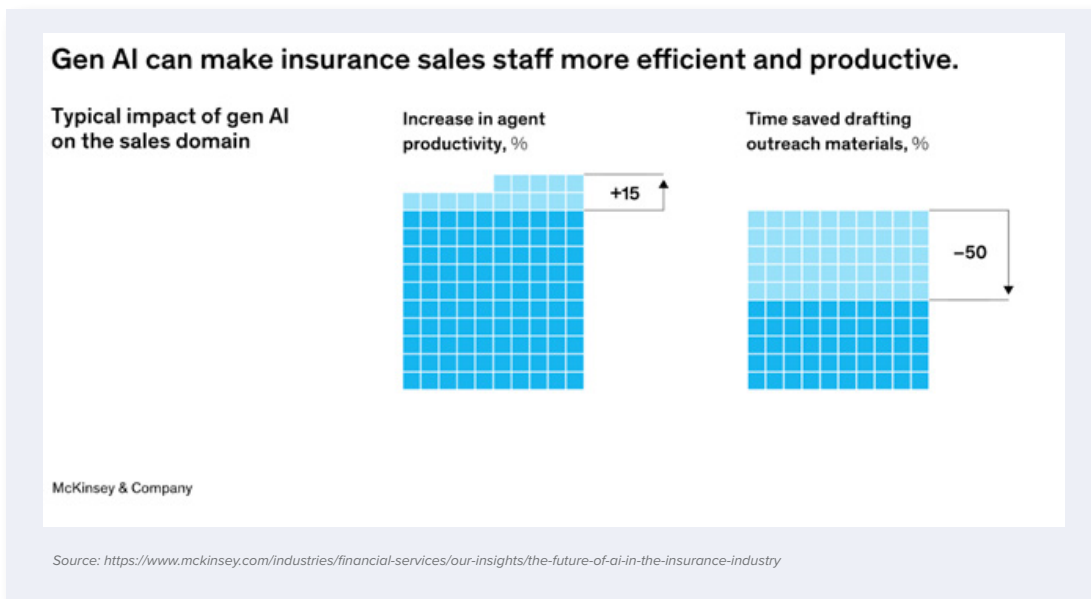 Gen AI can make insurance sales staff more efficient and productive.
Typical impact of gen AI
on the sales domain
Increase in agent
productivity, %
+15
Time saved drafting
outreach materials, %
–50
McKinsey & Company
Source: https://www.mckinsey.com/industries/financial-services/our-insights/the-future-of-ai-in-the-insurance-industry